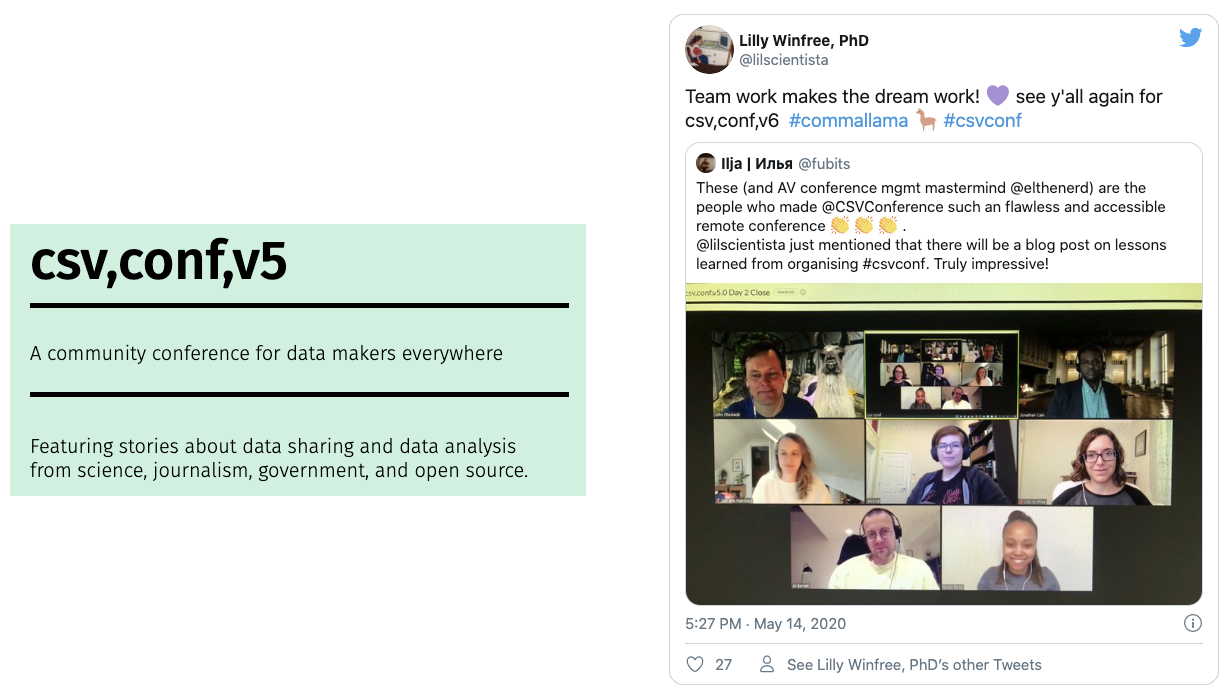 csv,conf,v5
A community conference for data makers everywhere
Featuring stories about data sharing and data analysis
from science, journalism, government, and open source.
Lilly Winfree, PhD
@lilscientista
Team work makes the dream work! 💜 see y'all again for
csv,conf,v6 #commallama 🦙 #csvconf
Ilja | Илья @fubits
These (and AV conference mgmt mastermind @elthenerd) are the
people who made @CSVConference such an flawless and accessible
remote conference 👏 👏 👏 .
@lilscientista just mentioned that there will be a blog post on lessons
learned from organising #csvconf. Truly impressive!
csv,conf,v5.0 Day 2 Close
5:27 PM · May 14, 2020
27
See Lilly Winfree, PhD's other Tweets